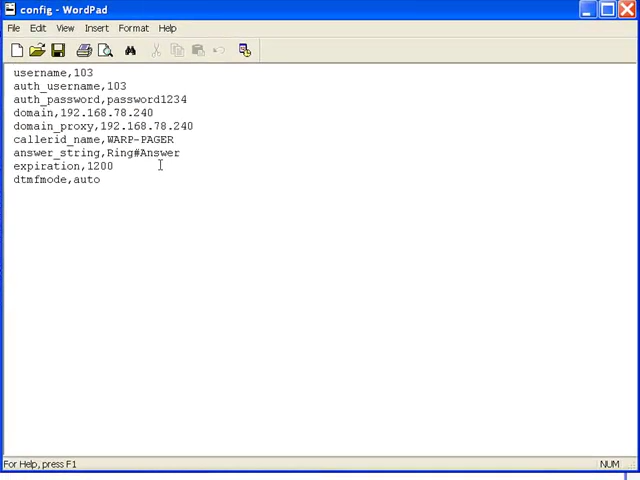 config - WordPad
File Edit View Insert Format Help
username,103
auth_username,103
auth_password,password1234
domain,192.168.78.240
domain_proxy,192.168.78.240
callerid_name,WARP-PAGER
answer_string,Ring#Answer
expiration,1200
dtmfmode,auto
For Help, press F1
NUM